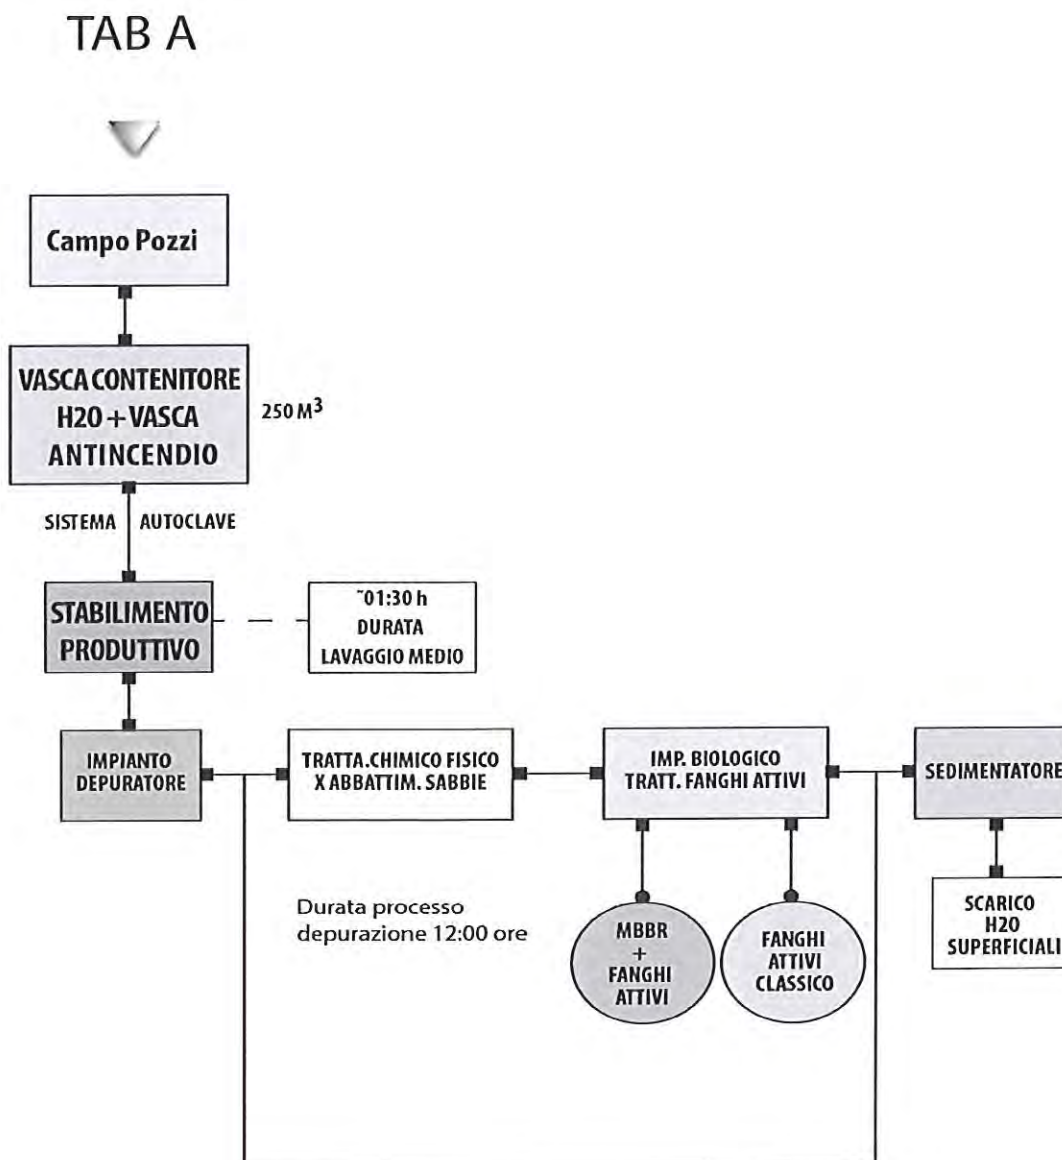 TAB A
Campo Pozzi
VASCA CONTENITORE
H2O + VASCA
ANTINCENDIO
250 M³
SISTEMA AUTOCLAVE
STABILIMENTO
PRODUTTIVO
~01:30 h
DURATA
LAVAGGIO MEDIO
IMPIANTO
DEPURATORE
TRATTA.CHIMICO FISICO
X ABBATTIM. SABBIE
IMP. BIOLOGICO
TRATT. FANGHI ATTIVI
SEDIMENTATORE
Durata processo
depurazione 12:00 ore
MBBR
+
FANGHI
ATTIVI
FANGHI
ATTIVI
CLASSICO
SCARICO
H2O
SUPERFICIALI